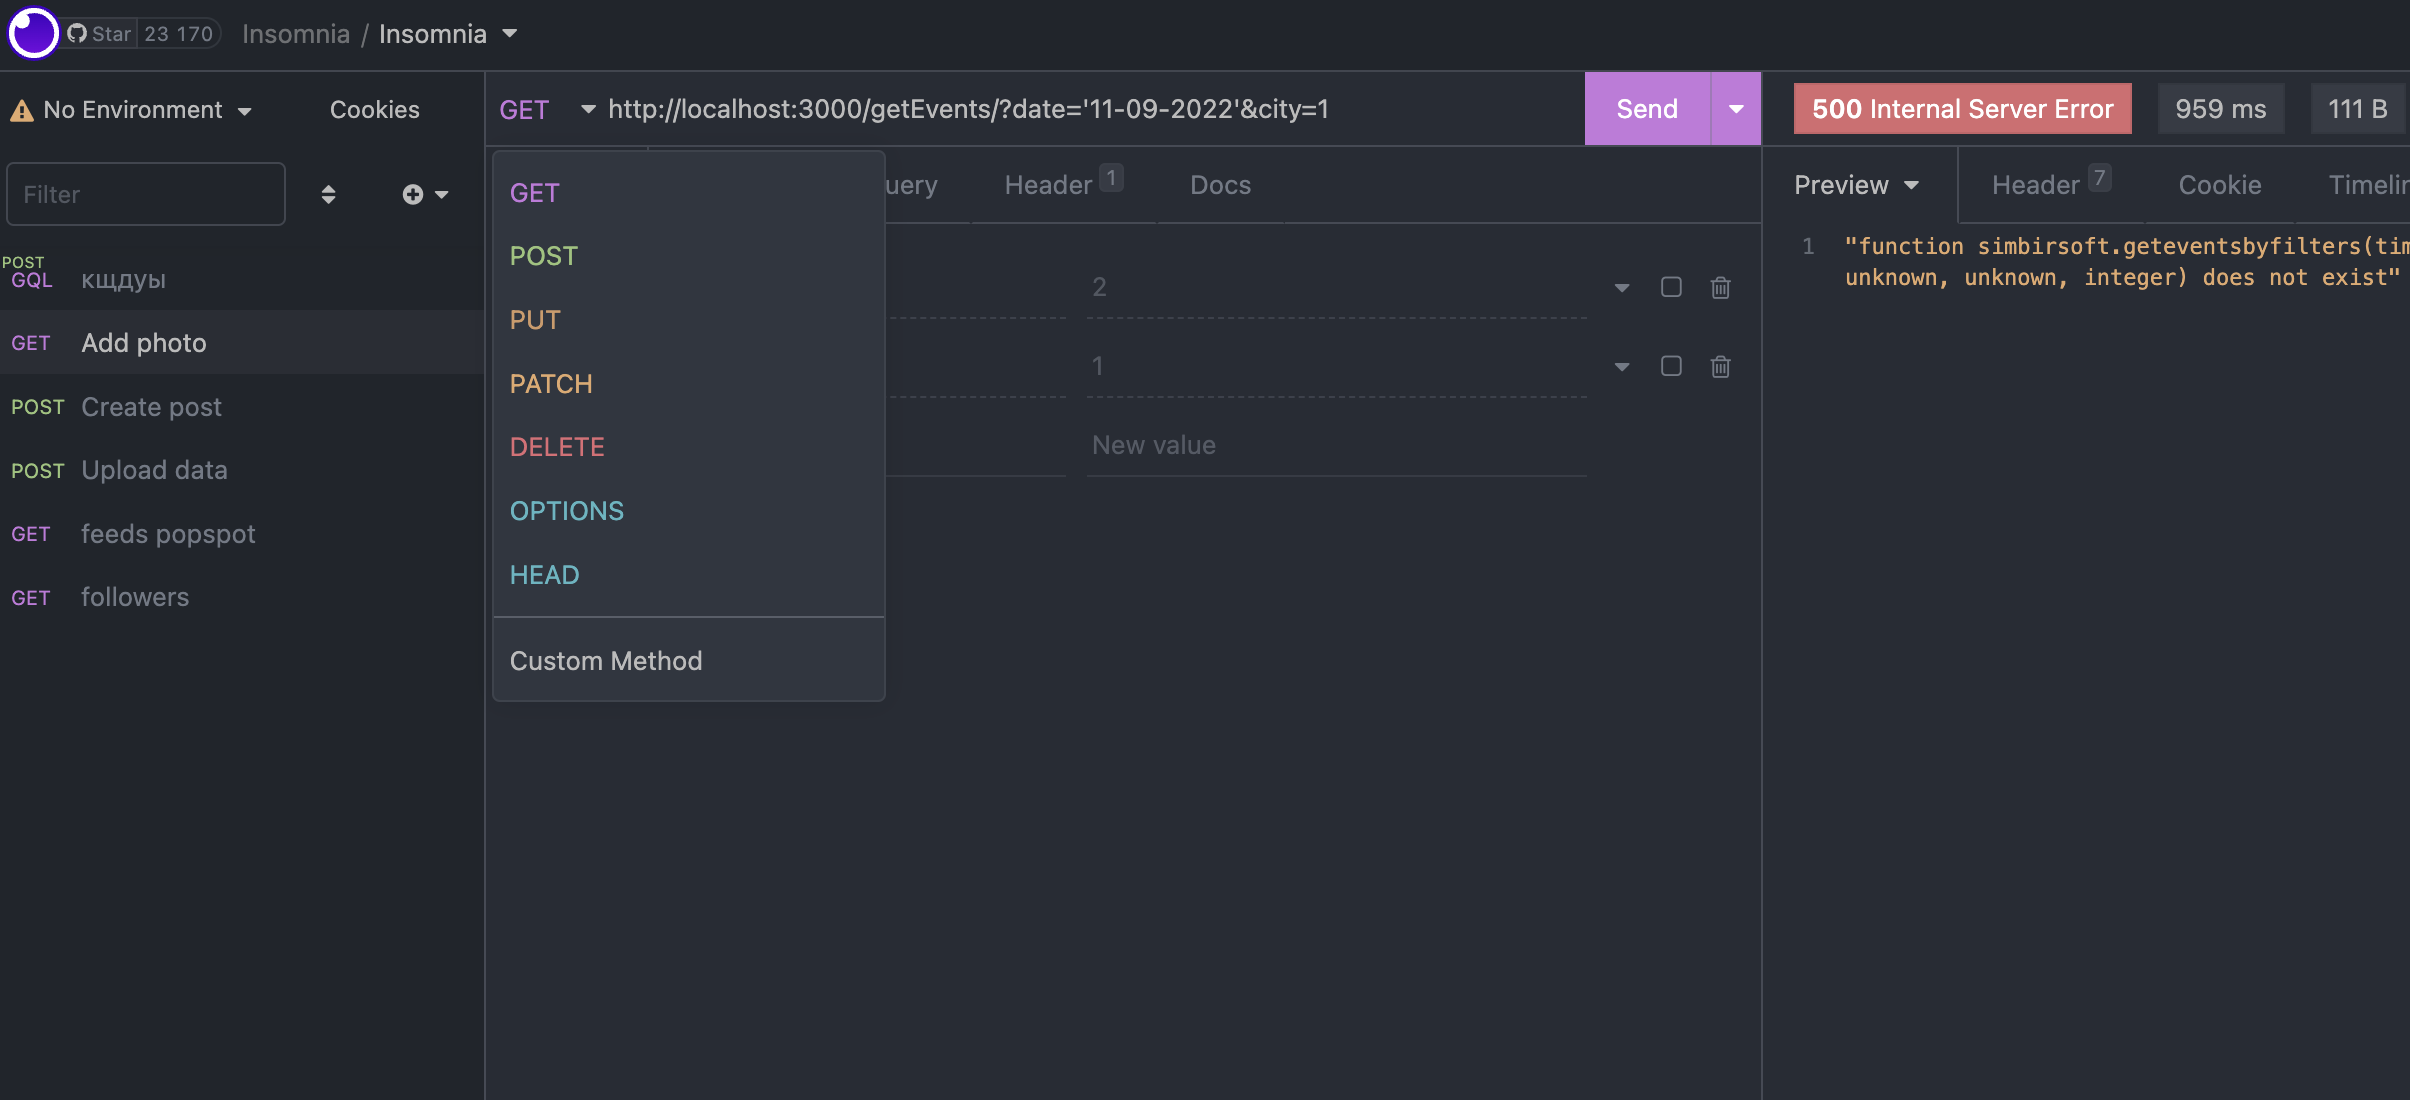 Star 23 170 Insomnia / Insomnia
No Environment Cookies
GET http://localhost:3000/getEvents/?date='11-09-2022'&city=1 Send
500 Internal Server Error 959 ms 111 B
Filter
POST
GQL кщдуы
GET Add photo
POST Create post
POST Upload data
GET feeds popspot
GET followers
GET
POST
PUT
PATCH
DELETE
OPTIONS
HEAD
Custom Method
Header 1 Docs
2
1
New value
Preview Header 7 Cookie
1 "function simbirsoft.geteventsbyfilters(
unknown, unknown, integer) does not exist"